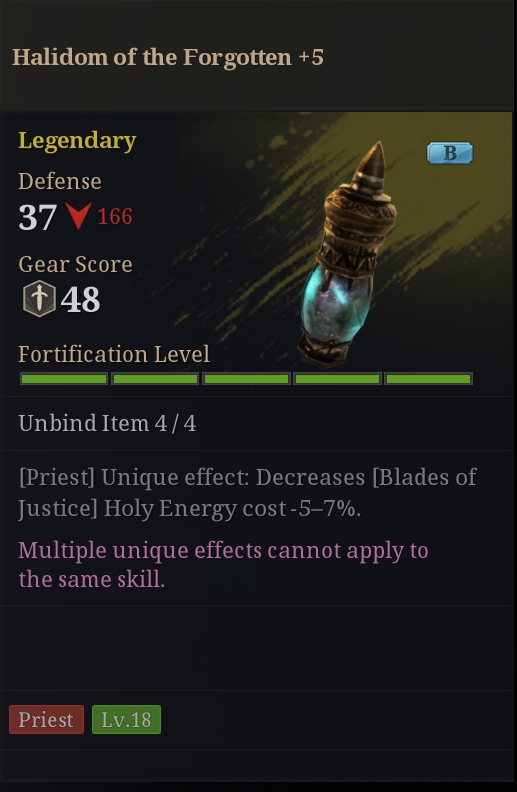 Halidom of the Forgotten +5
Legendary
B
Defense
37 166
Gear Score
48
Fortification Level
Unbind Item 4 / 4
[Priest] Unique effect: Decreases [Blades of
Justice] Holy Energy cost -5–7%.
Multiple unique effects cannot apply to
the same skill.
Priest Lv.18